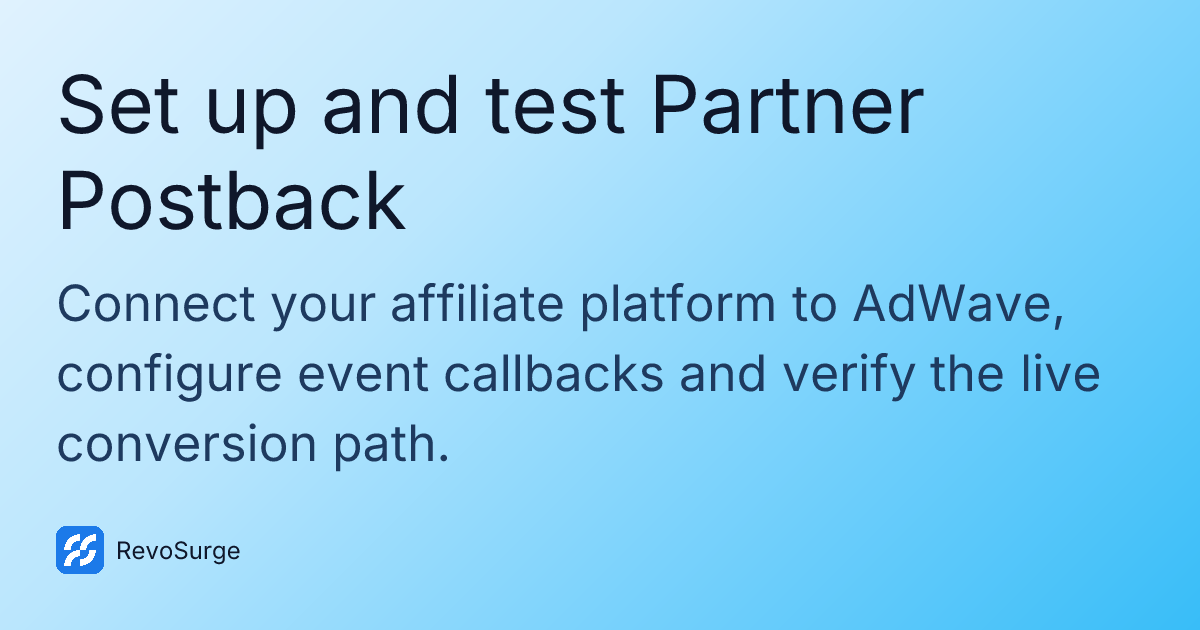 Set up and test Partner
Postback
Connect your affiliate platform to AdWave,
configure event callbacks and verify the live
conversion path.
RevoSurge